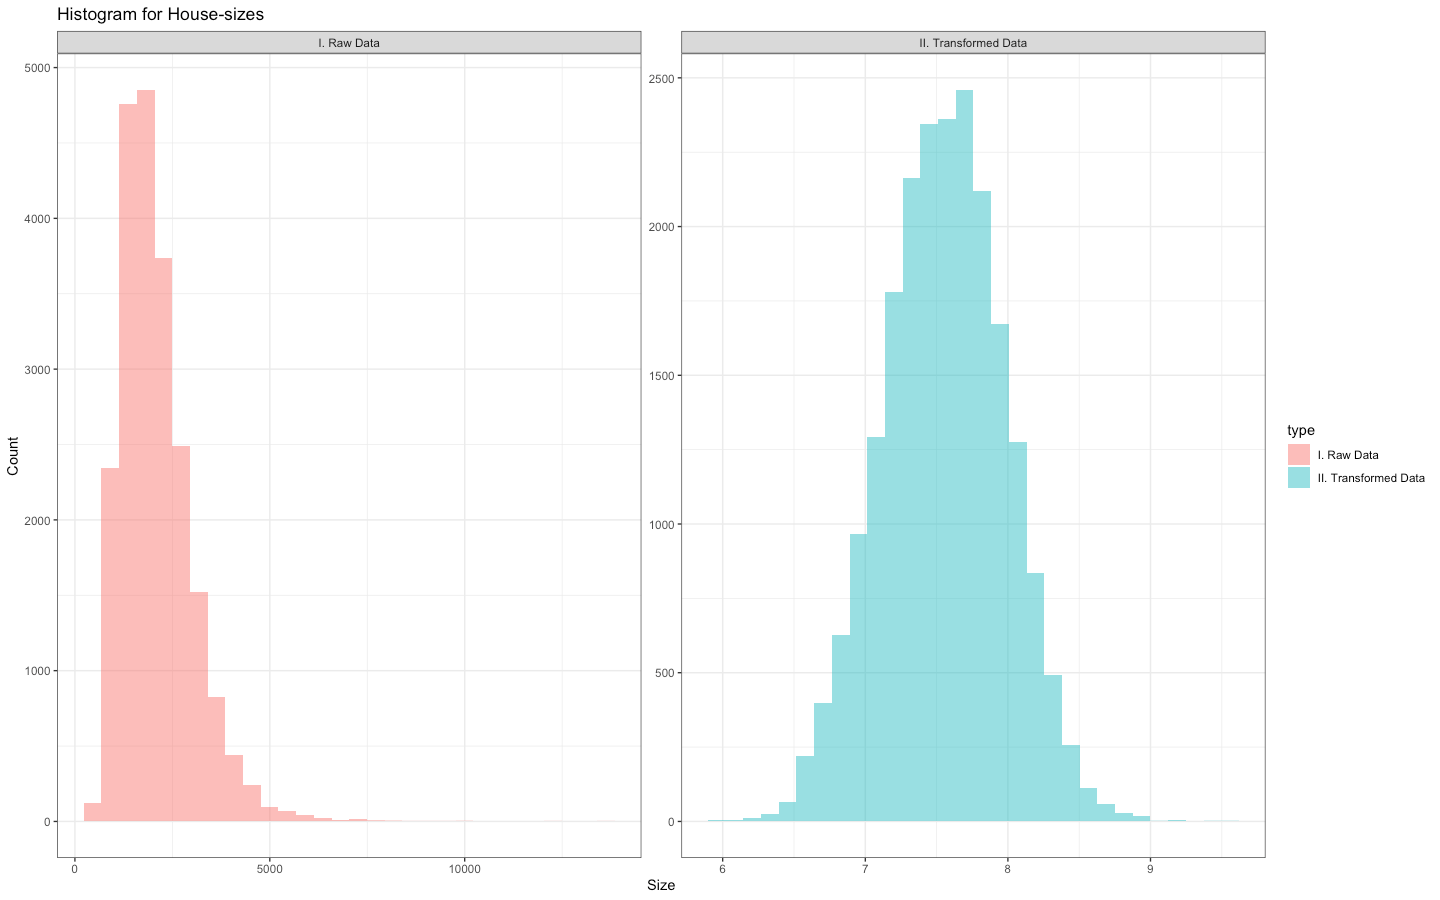 Histogram for House-sizes
I. Raw Data
II. Transformed Data
5000
4000
3000
2000
1000
0
2500
2000
1500
1000
500
0
Count
0
5000
10000
6
7
8
9
Size
type
I. Raw Data
II. Transformed Data